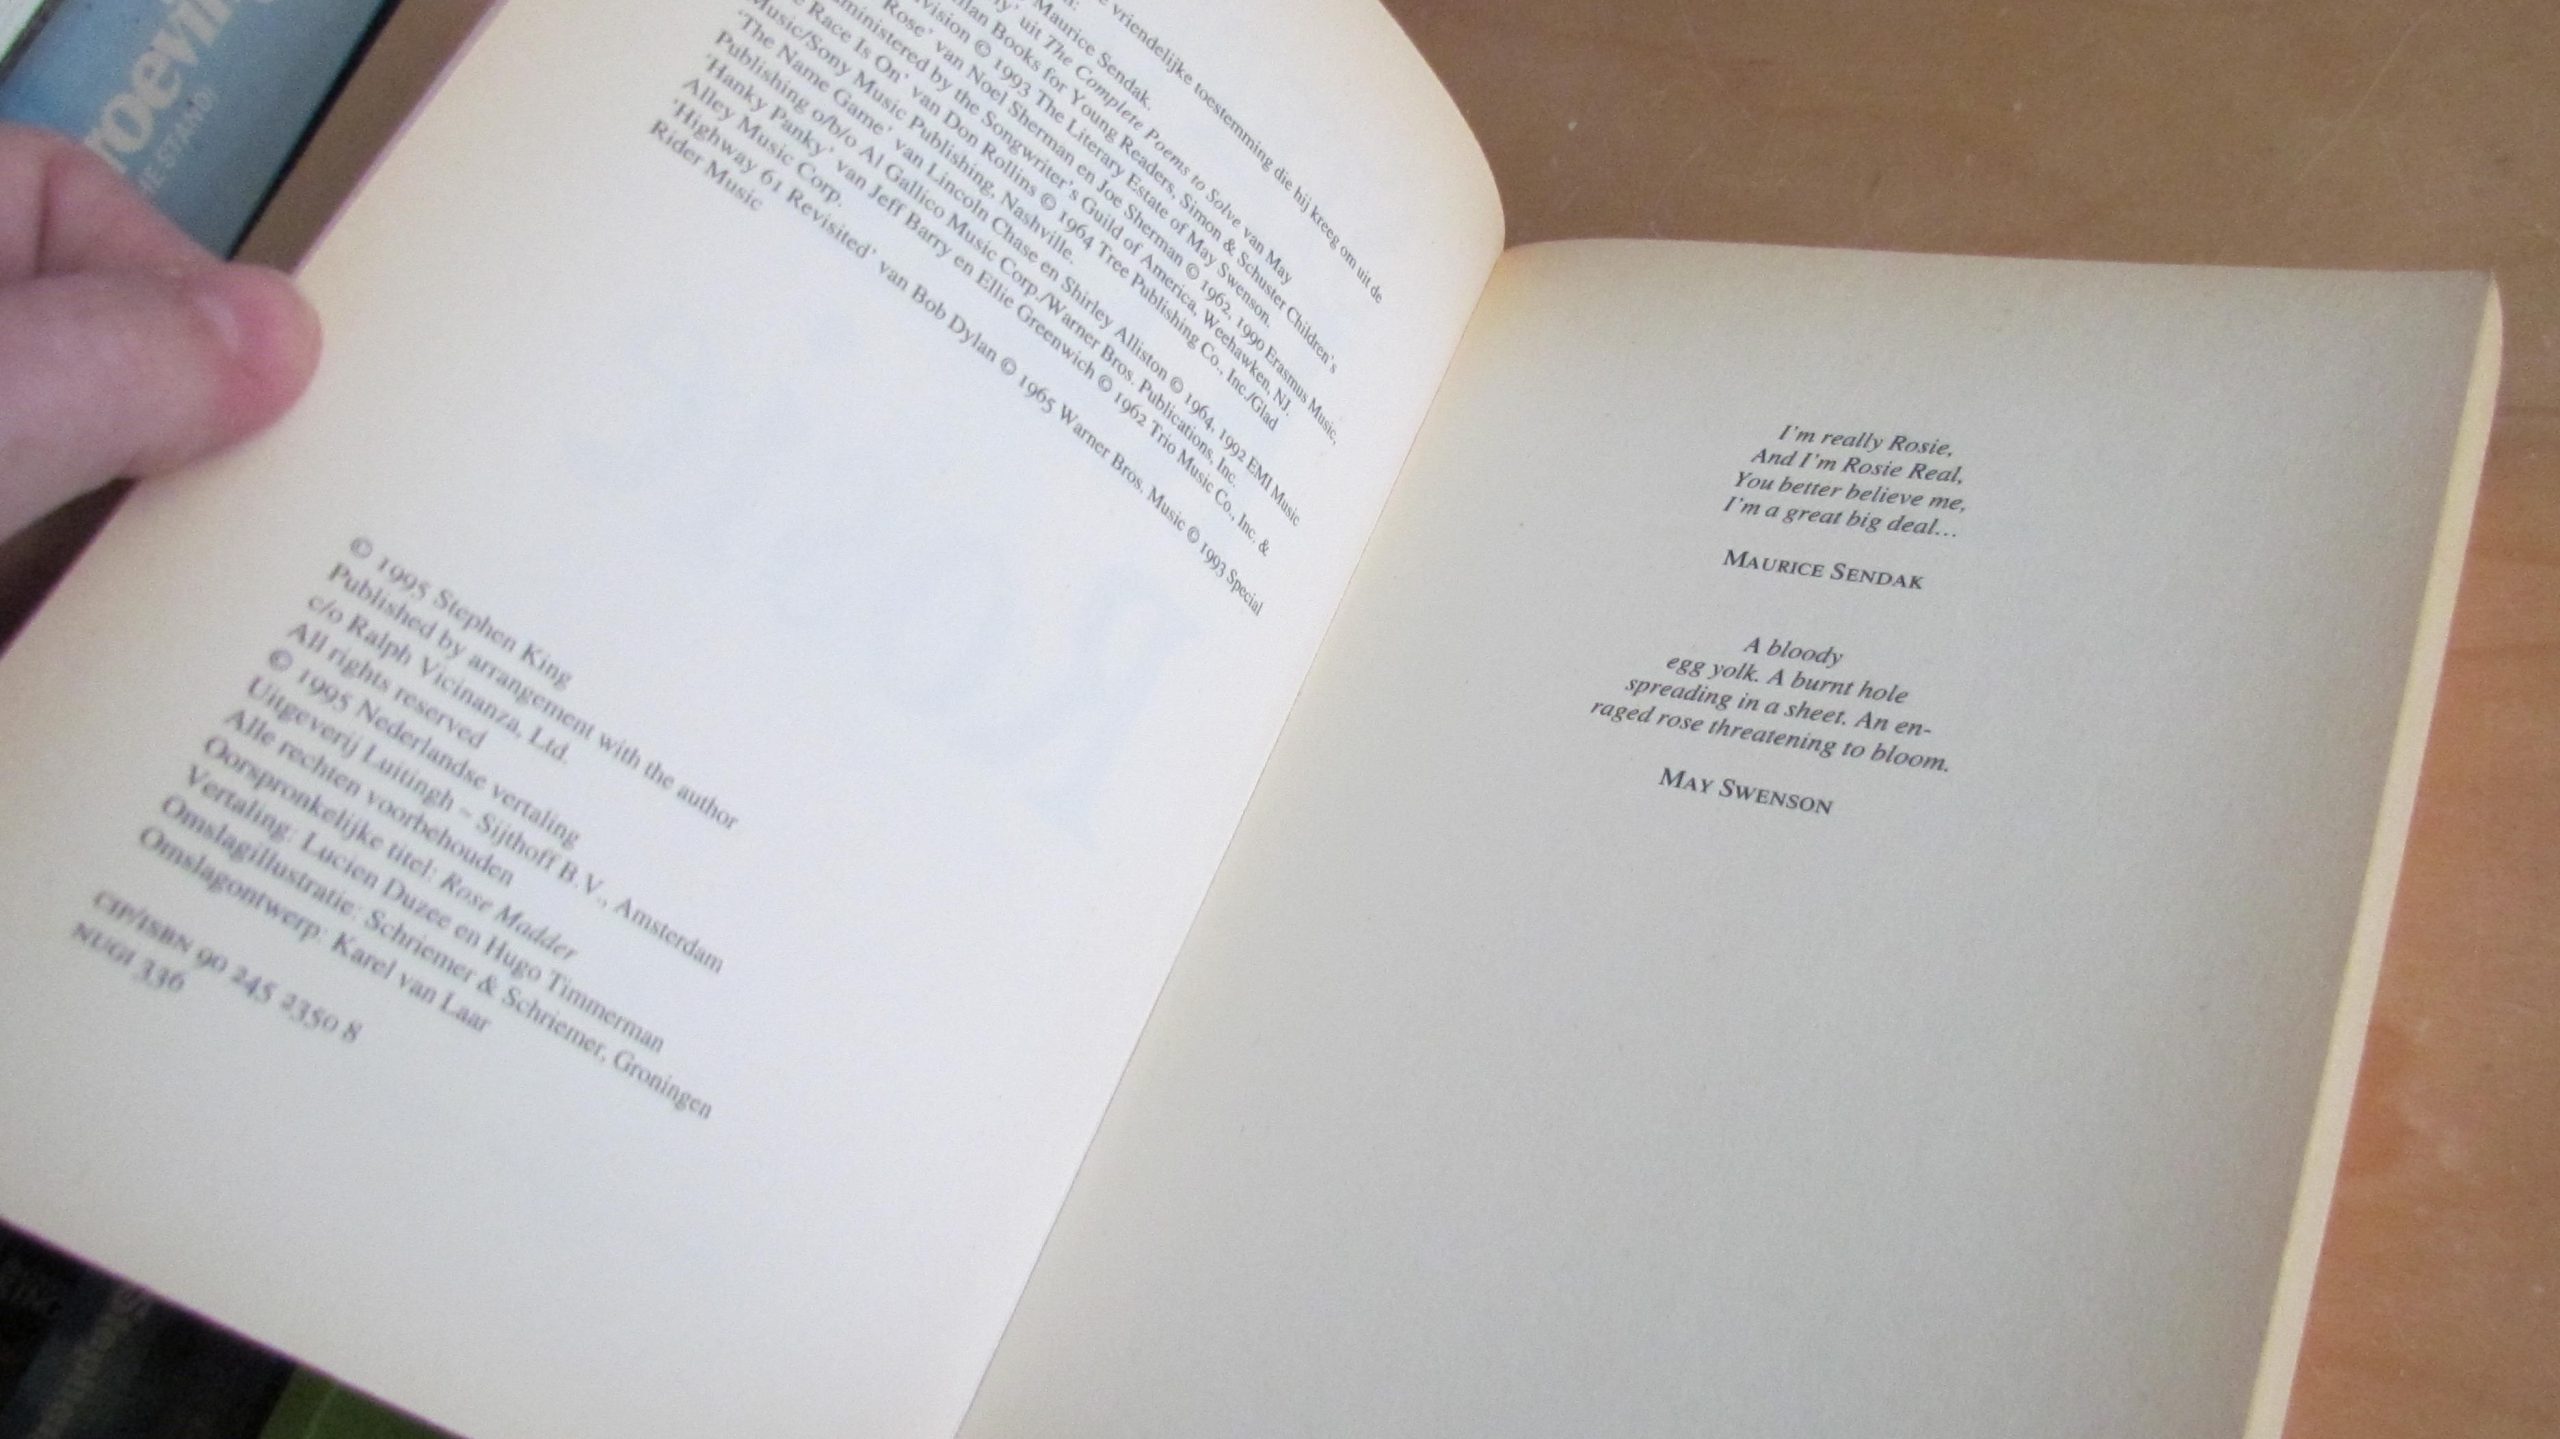 vriendelijke toestemming die hij kreeg om uit de
Maurice Sendak,
uit The Complete Poems to Solve van May
Books for Young Readers, Simon & Schuster Children's
© 1993 The Literary Estate of May Swenson.
Rose' van Noel Sherman en Joe Sherman © 1962, 1990 Erasmus Music,
by the Songwriter's Guild of America, Weehawken, NJ.
Race Is On' van Don Rollins © 1964 Tree Publishing Co., Inc./Glad
Music/Sony Music Publishing, Nashville.
'The Name Game' van Lincoln Chase en Shirley Alliston © 1964, 1992 EMI Music
Publishing o/b/o Al Gallico Music Corp./Warner Bros. Publications, Inc.
'Hanky Panky' van Jeff Barry en Ellie Greenwich © 1962 Trio Music Co., Inc. &
Alley Music Corp.
'Highway 61 Revisited' van Bob Dylan © 1965 Warner Bros. Music © 1993 Special
Rider Music
© 1995 Stephen King
Published by arrangement with the author
c/o Ralph Vicinanza, Ltd.
All rights reserved
© 1995 Nederlandse vertaling
Uitgeverij Luitingh – Sijthoff B.V., Amsterdam
Alle rechten voorbehouden
Oorspronkelijke titel: Rose Madder
Vertaling: Lucien Duzee en Hugo Timmerman
Omslagillustratie: Schriemer & Schriemer, Groningen
Omslagontwerp: Karel van Laar
CIP/ISBN 90 245 2350 8
NUGI 336
I'm really Rosie,
And I'm Rosie Real,
You better believe me,
I'm a great big deal...
MAURICE SENDAK
A bloody
egg yolk. A burnt hole
spreading in a sheet. An en-
raged rose threatening to bloom.
MAY SWENSON